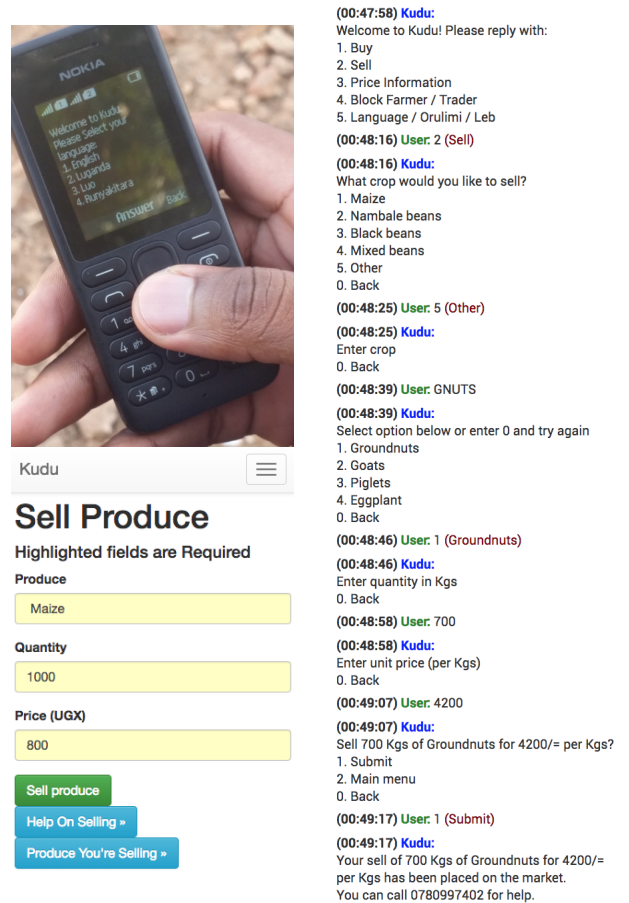 NOKIA
Welcome to Kudu.
Please Select your
language:
1. English
2. Luganda
3. Luo
4. Runyakitara
Answer Back
1
4 ghi
7 pqrs
0
Kudu
Sell Produce
Highlighted fields are Required
Produce
Maize
Quantity
1000
Price (UGX)
800
Sell produce
Help On Selling »
Produce You're Selling »
(00:47:58) Kudu:
Welcome to Kudu! Please reply with:
1. Buy
2. Sell
3. Price Information
4. Block Farmer / Trader
5. Language / Orulimi / Leb
(00:48:16) User: 2 (Sell)
(00:48:16) Kudu:
What crop would you like to sell?
1. Maize
2. Nambale beans
3. Black beans
4. Mixed beans
5. Other
0. Back
(00:48:25) User: 5 (Other)
(00:48:25) Kudu:
Enter crop
0. Back
(00:48:39) User: GNUTS
(00:48:39) Kudu:
Select option below or enter 0 and try again
1. Groundnuts
2. Goats
3. Piglets
4. Eggplant
0. Back
(00:48:46) User: 1 (Groundnuts)
(00:48:46) Kudu:
Enter quantity in Kgs
0. Back
(00:48:58) User: 700
(00:48:58) Kudu:
Enter unit price (per Kgs)
0. Back
(00:49:07) User: 4200
(00:49:07) Kudu:
Sell 700 Kgs of Groundnuts for 4200/= per Kgs?
1. Submit
2. Main menu
0. Back
(00:49:17) User: 1 (Submit)
(00:49:17) Kudu:
Your sell of 700 Kgs of Groundnuts for 4200/=
per Kgs has been placed on the market.
You can call 0780997402 for help.